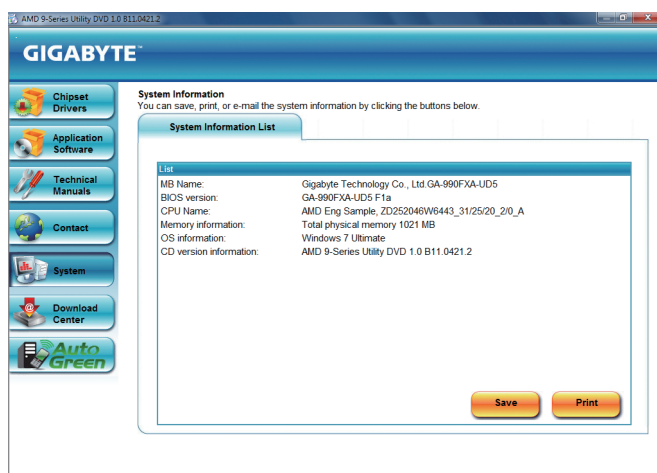 AMD 9-Series Utility DVD 1.0 B11.0421.2
GIGABYTE™
Chipset
Drivers
Application
Software
Technical
Manuals
Contact
System
Download
Center
Auto
Green
System Information
You can save, print, or e-mail the system information by clicking the buttons below.
System Information List
List
MB Name: Gigabyte Technology Co., Ltd.GA-990FXA-UD5
BIOS version: GA-990FXA-UD5 F1a
CPU Name: AMD Eng Sample, ZD252046W6443_31/25/20_2/0_A
Memory information: Total physical memory 1021 MB
OS information: Windows 7 Ultimate
CD version information: AMD 9-Series Utility DVD 1.0 B11.0421.2
Save Print